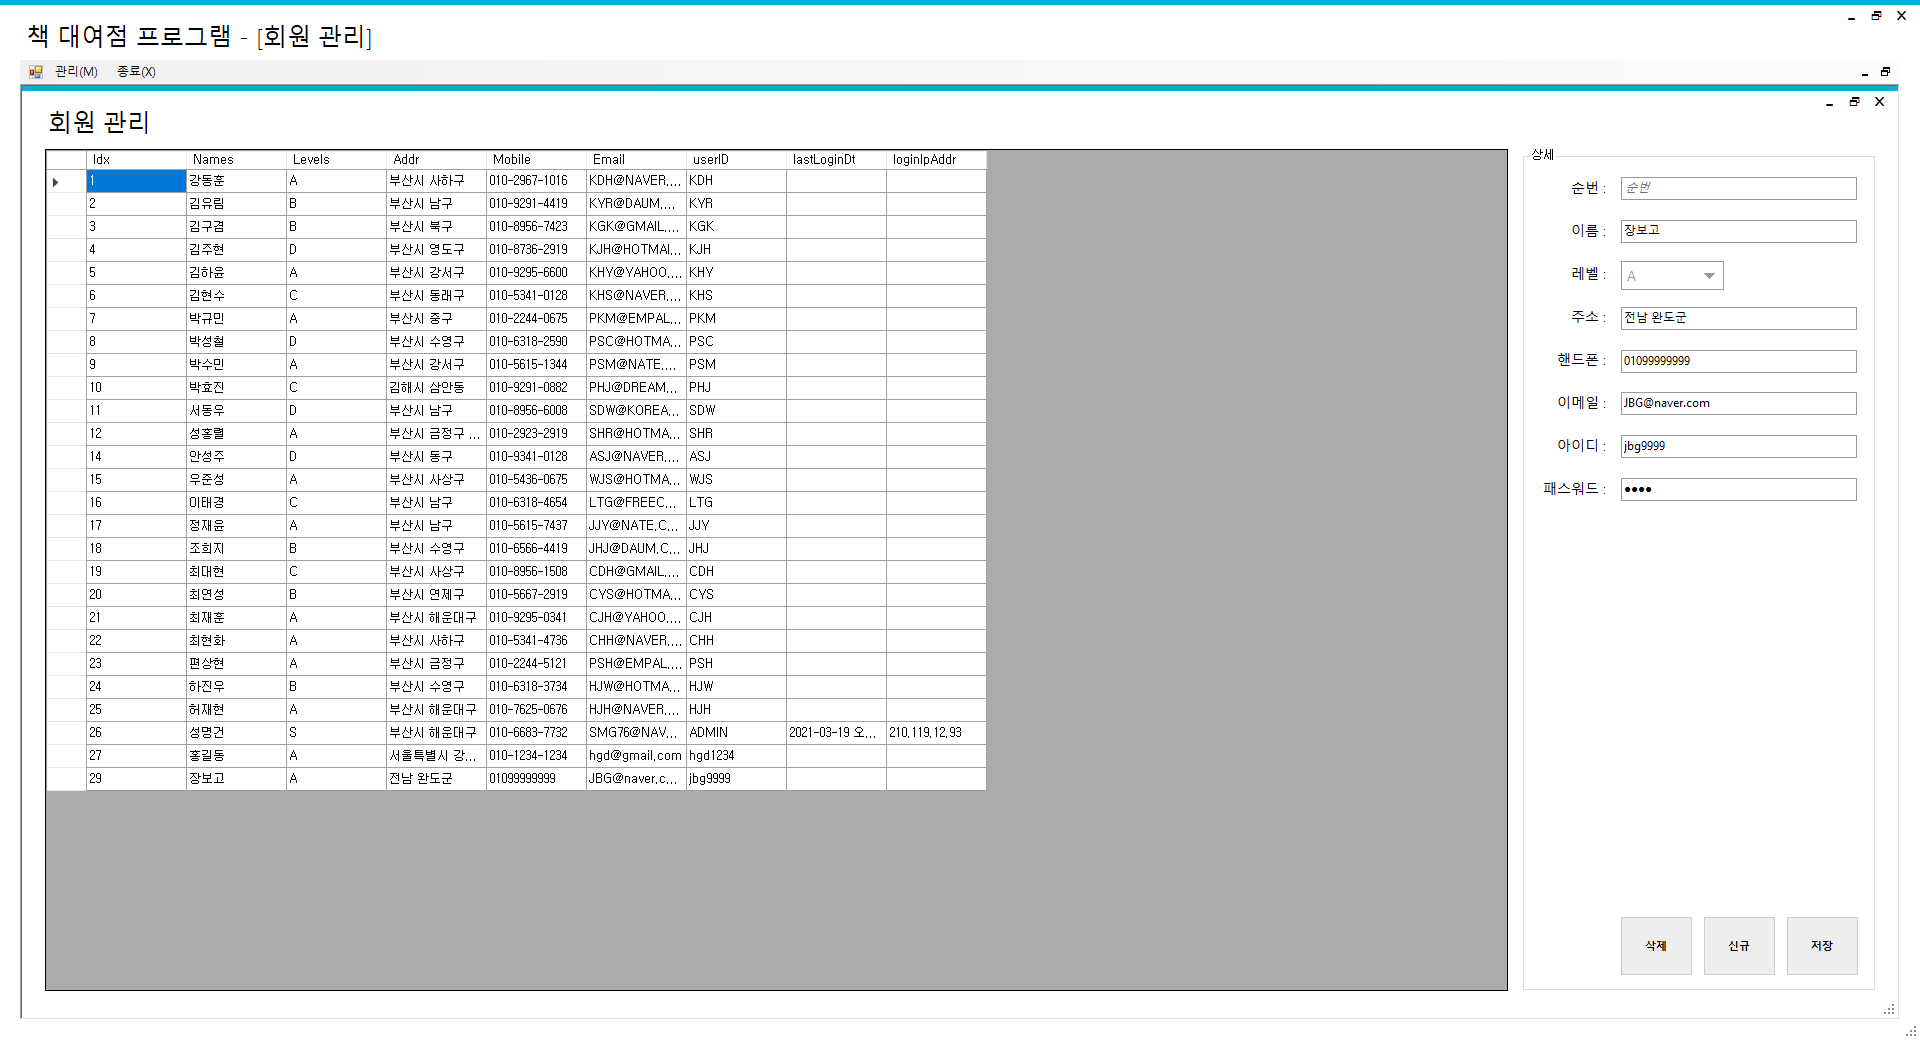 책 대여점 프로그램 - [회원 관리]
관리(M) 종료(X)
회원 관리
Idx Names Levels Addr Mobile Email userID lastLoginDt loginIpAddr
1 강동훈 A 부산시 사하구 010-2967-1016 KDH@NAVER.... KDH
2 김유림 B 부산시 남구 010-9291-4419 KYR@DAUM.... KYR
3 김구겸 B 부산시 북구 010-8956-7423 KGK@GMAIL.... KGK
4 김주현 D 부산시 영도구 010-8736-2919 KJH@HOTMAI... KJH
5 김하윤 A 부산시 강서구 010-9295-6600 KHY@YAHOO.... KHY
6 김현수 C 부산시 동래구 010-5341-0128 KHS@NAVER.... KHS
7 박규민 A 부산시 중구 010-2244-0675 PKM@EMPAL... PKM
8 박성철 D 부산시 수영구 010-6318-2590 PSC@HOTMA... PSC
9 박수민 A 부산시 강서구 010-5615-1344 PSM@NATE.... PSM
10 박효진 C 김해시 삼안동 010-9291-0882 PHJ@DREAM... PHJ
11 서동우 D 부산시 남구 010-8956-6008 SDW@KOREA... SDW
12 성홍렬 A 부산시 금정구 ... 010-2923-2919 SHR@HOTMA... SHR
14 안성주 D 부산시 동구 010-9341-0128 ASJ@NAVER.... ASJ
15 우준성 A 부산시 사상구 010-5436-0675 WJS@HOTMA... WJS
16 이태경 C 부산시 남구 010-6318-4654 LTG@FREEC... LTG
17 정재윤 A 부산시 남구 010-5615-7437 JJY@NATE.C... JJY
18 조희지 B 부산시 수영구 010-6566-4419 JHJ@DAUM.C... JHJ
19 최대현 C 부산시 사상구 010-8956-1508 CDH@GMAIL.... CDH
20 최연성 B 부산시 연제구 010-5667-2919 CYS@HOTMA... CYS
21 최재훈 A 부산시 해운대구 010-9295-0341 CJH@YAHOO.... CJH
22 최현화 A 부산시 사하구 010-5341-4736 CHH@NAVER.... CHH
23 편상현 A 부산시 금정구 010-2244-5121 PSH@EMPAL.... PSH
24 하진우 B 부산시 수영구 010-6318-3734 HJW@HOTMA... HJW
25 허재현 A 부산시 해운대구 010-7625-0676 HJH@NAVER.... HJH
26 성명건 S 부산시 해운대구 010-6683-7732 SMG76@NAV... ADMIN 2021-03-19 오... 210.119.12.93
27 홍길동 A 서울특별시 강... 010-1234-1234 hgd@gmail.com hgd1234
29 장보고 A 전남 완도군 01099999999 JBG@naver.c... jbg9999
상세
순번 : 순번
이름 : 장보고
레벨 : A
주소 : 전남 완도군
핸드폰 : 01099999999
이메일 : JBG@naver.com
아이디 : jbg9999
패스워드 : ●●●●
삭제 신규 저장